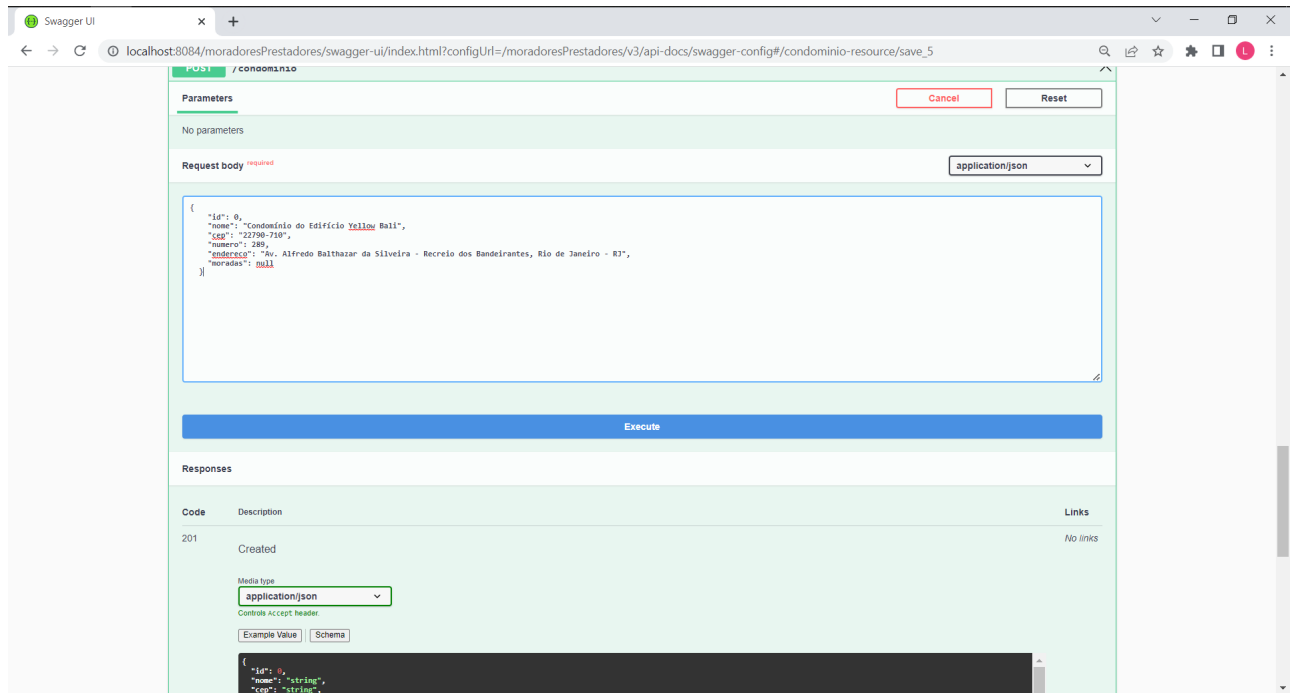 Swagger UI
localhost:8084/moradoresPrestadores/swagger-ui/index.html?configUrl=/moradoresPrestadores/v3/api-docs/swagger-config#/condominio-resource/save_5
L
POST /condominio
Parameters
Cancel
Reset
No parameters
Request body required
application/json
{
"id": 0,
"nome": "Condomínio do Edifício Yellow Bali",
"cep": "22790-710",
"numero": 289,
"endereco": "Av. Alfredo Balthazar da Silveira - Recreio dos Bandeirantes, Rio de Janeiro - RJ",
"moradas": null
}
Execute
Responses
Code Description Links
201 Created No links
Media type
application/json
Controls Accept header.
Example Value Schema
{
"id": 0,
"nome": "string",
"cep": "string",